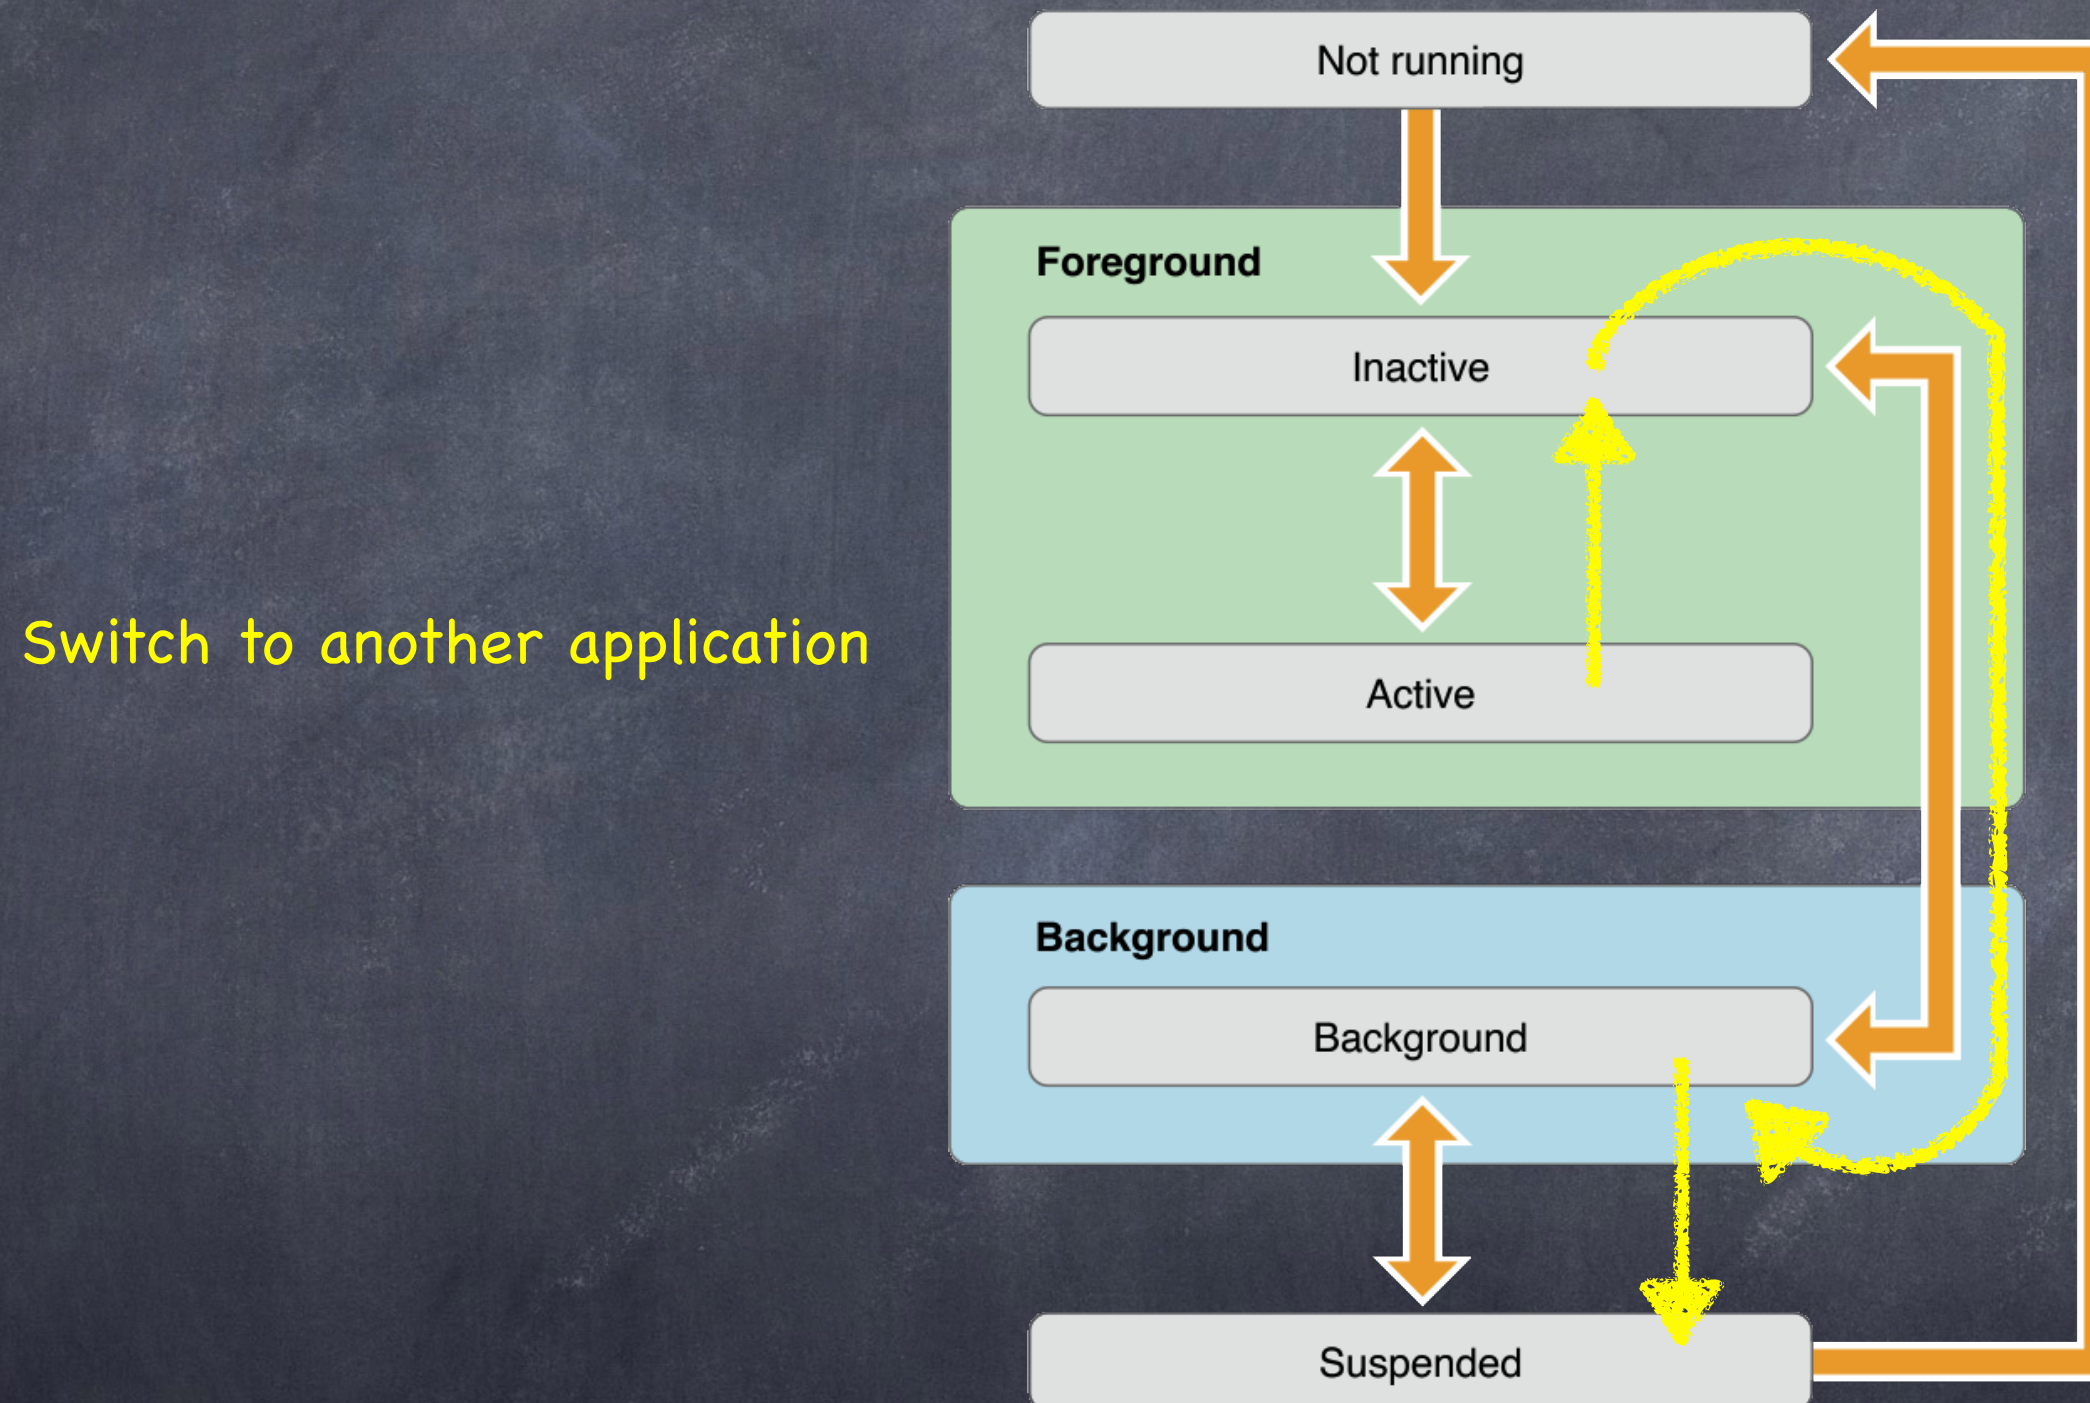 Not running
Foreground
Inactive
Switch to another application
Active
Background
Background
Suspended